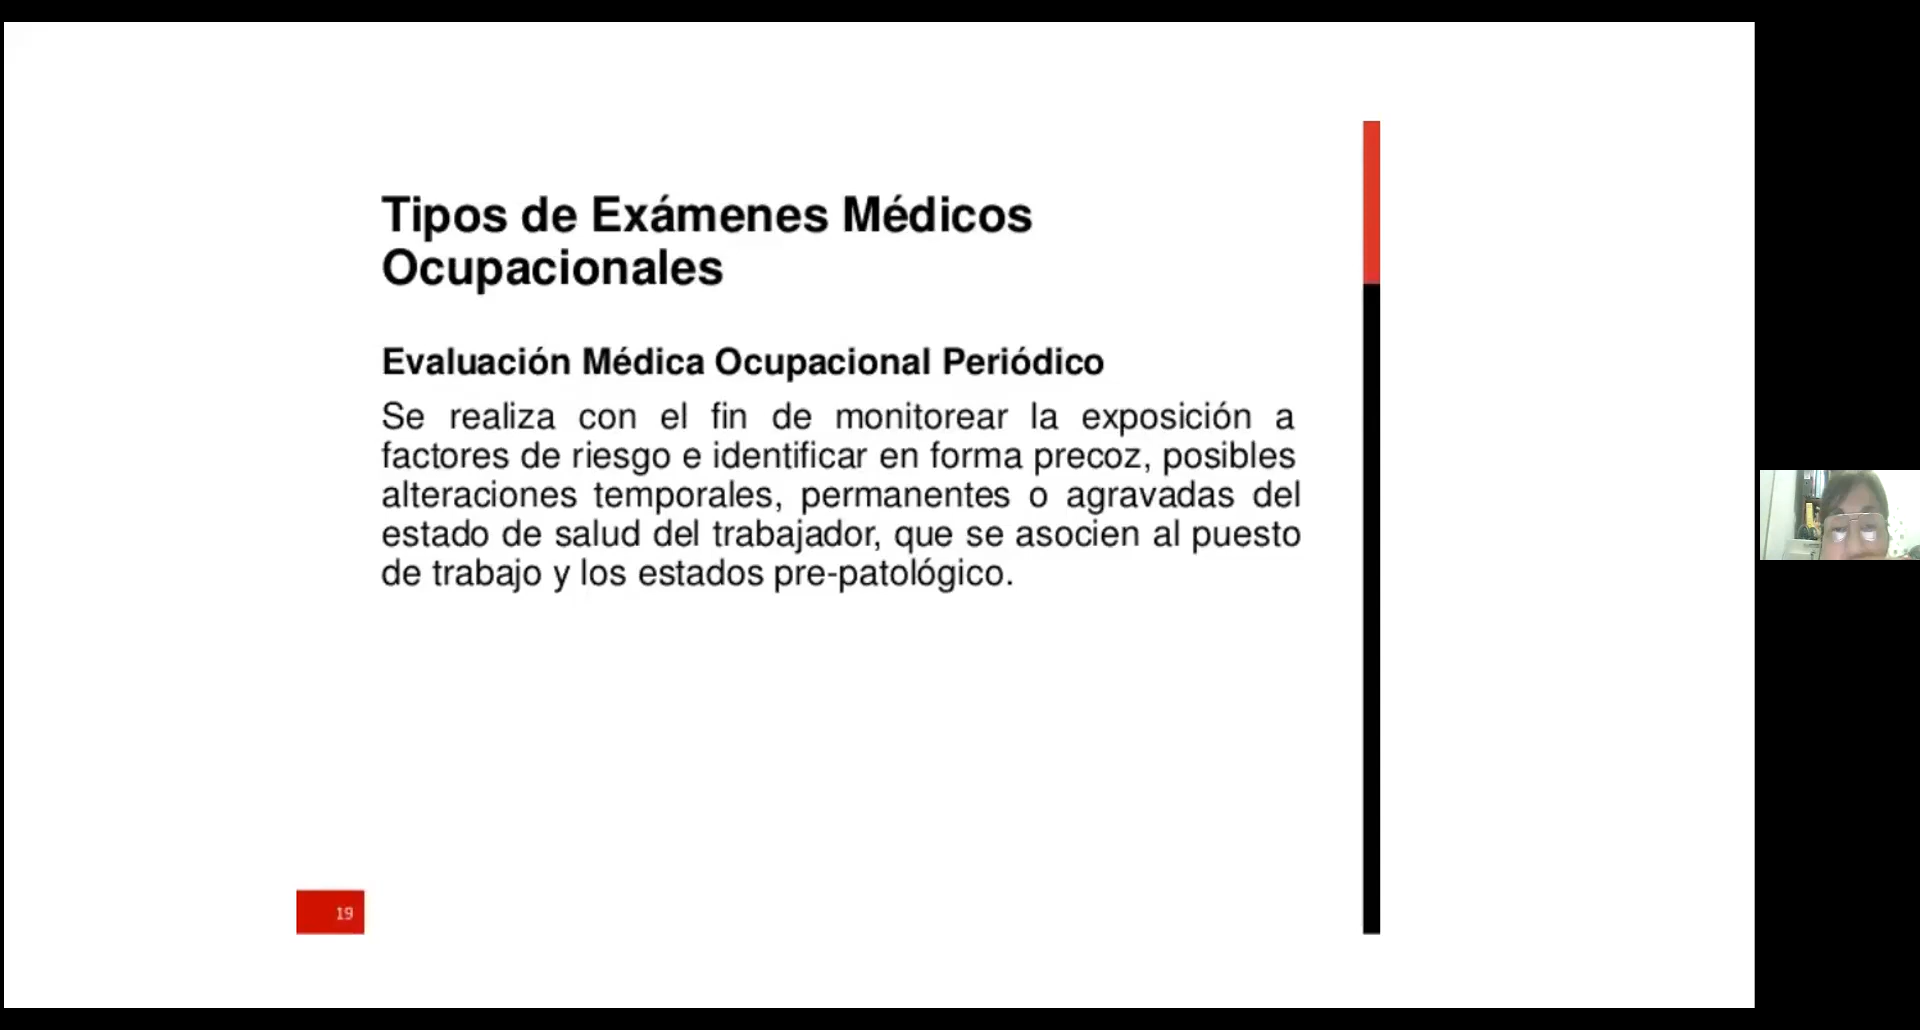 Tipos de Exámenes Médicos
Ocupacionales
Evaluación Médica Ocupacional Periódico
Se realiza con el fin de monitorear la exposición a
factores de riesgo e identificar en forma precoz, posibles
alteraciones temporales, permanentes o agravadas del
estado de salud del trabajador, que se asocien al puesto
de trabajo y los estados pre-patológico.
19